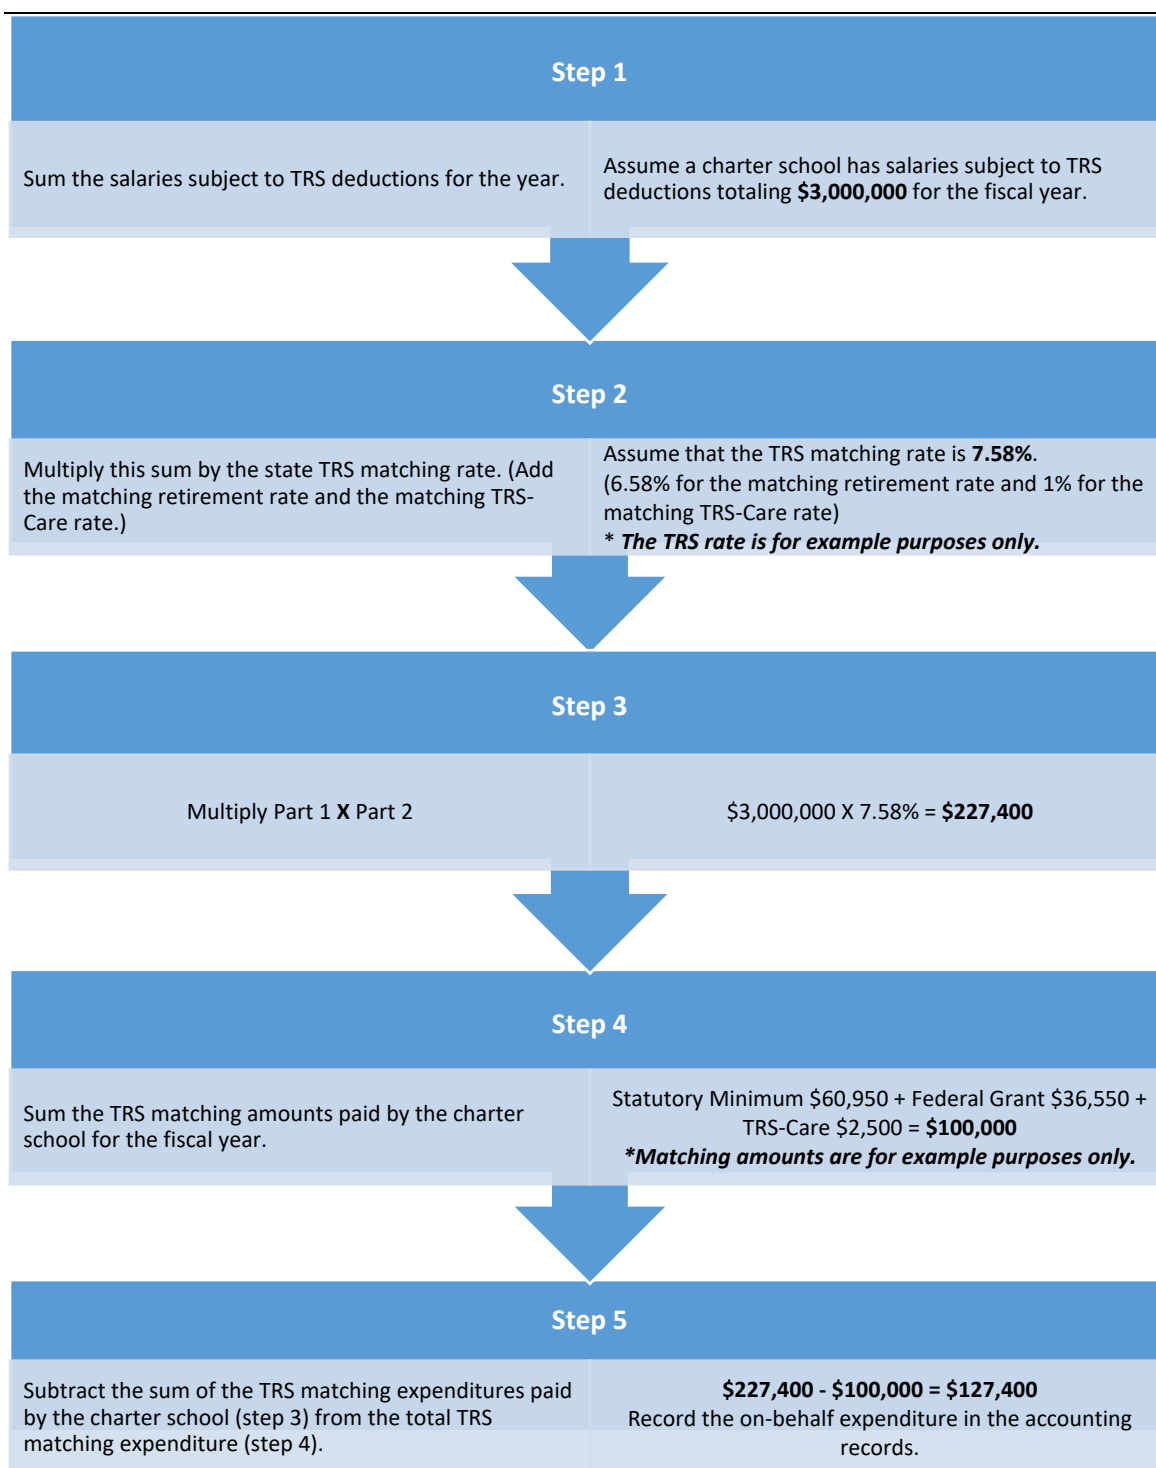 Step 1
Sum the salaries subject to TRS deductions for the year.
Assume a charter school has salaries subject to TRS
deductions totaling $3,000,000 for the fiscal year.
Step 2
Multiply this sum by the state TRS matching rate. (Add
the matching retirement rate and the matching TRS-
Care rate.)
Assume that the TRS matching rate is 7.58%.
(6.58% for the matching retirement rate and 1% for the
matching TRS-Care rate)
* The TRS rate is for example purposes only.
Step 3
Multiply Part 1 X Part 2
$3,000,000 X 7.58% = $227,400
Step 4
Sum the TRS matching amounts paid by the charter
school for the fiscal year.
Statutory Minimum $60,950 + Federal Grant $36,550 +
TRS-Care $2,500 = $100,000
*Matching amounts are for example purposes only.
Step 5
Subtract the sum of the TRS matching expenditures paid
by the charter school (step 3) from the total TRS
matching expenditure (step 4).
$227,400 - $100,000 = $127,400
Record the on-behalf expenditure in the accounting
records.